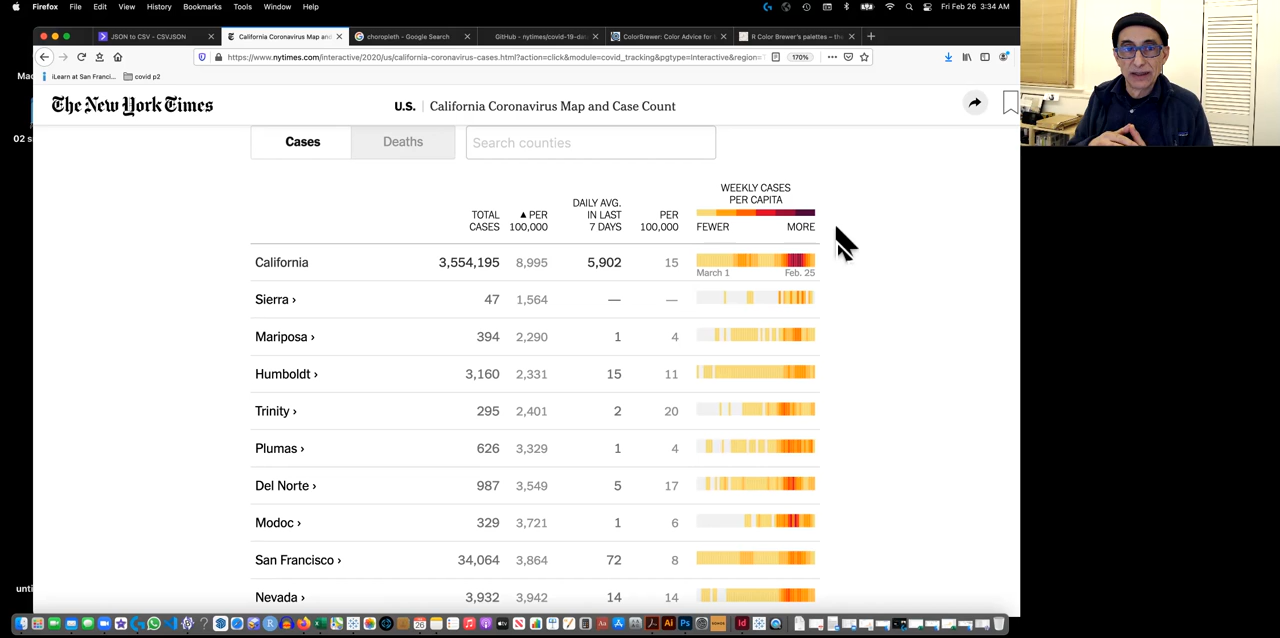 Firefox File Edit View History Bookmarks Tools Window Help Fri Feb 26 3:34 AM
JSON to CSV - CSVJSON California Coronavirus Map and choropleth - Google Search GitHub - nytimes/covid-19-dat ColorBrewer: Color Advice for R Color Brewer's palettes – the
https://www.nytimes.com/interactive/2020/us/california-coronavirus-cases.html?action=click&module=covid_tracking&pgtype=Interactive&region= 170%
iLearn at San Franci... covid p2
The New York Times U.S. | California Coronavirus Map and Case Count
Cases Deaths Search counties
WEEKLY CASES
PER CAPITA
FEWER MORE
TOTAL
CASES
▲ PER
100,000
DAILY AVG.
IN LAST
7 DAYS
PER
100,000
California 3,554,195 8,995 5,902 15
March 1 Feb. 25
Sierra › 47 1,564 — —
Mariposa › 394 2,290 1 4
Humboldt › 3,160 2,331 15 11
Trinity › 295 2,401 2 20
Plumas › 626 3,329 1 4
Del Norte › 987 3,549 5 17
Modoc › 329 3,721 1 6
San Francisco › 34,064 3,864 72 8
Nevada › 3,932 3,942 14 14